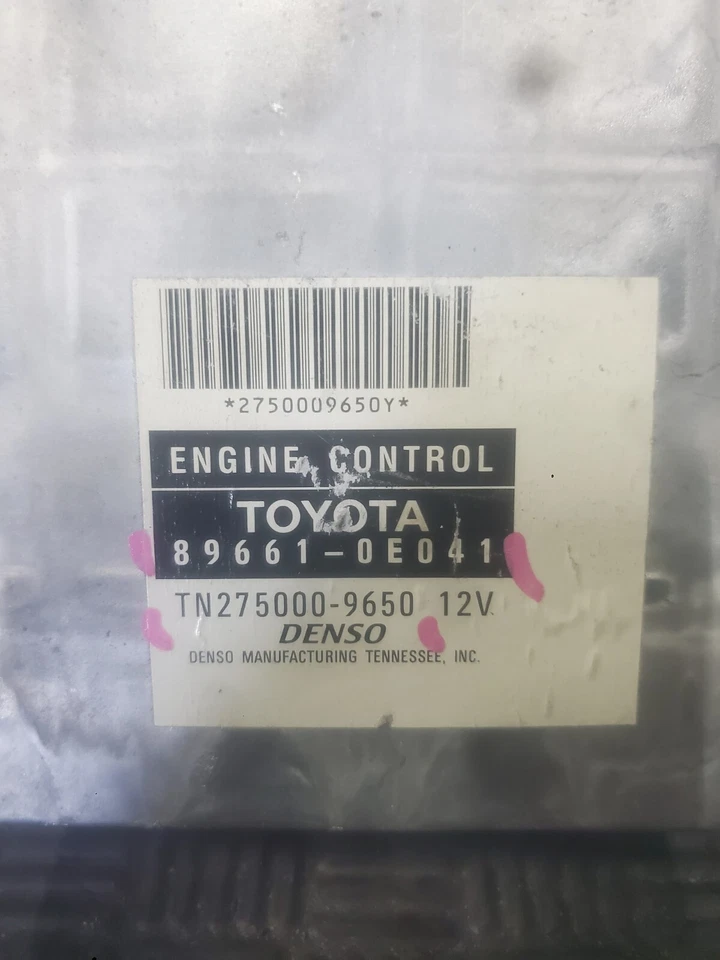 *2750009650Y*
ENGINE CONTROL
TOYOTA
89661-0E041
TN275000-9650 12V
DENSO
DENSO MANUFACTURING TENNESSEE, INC.